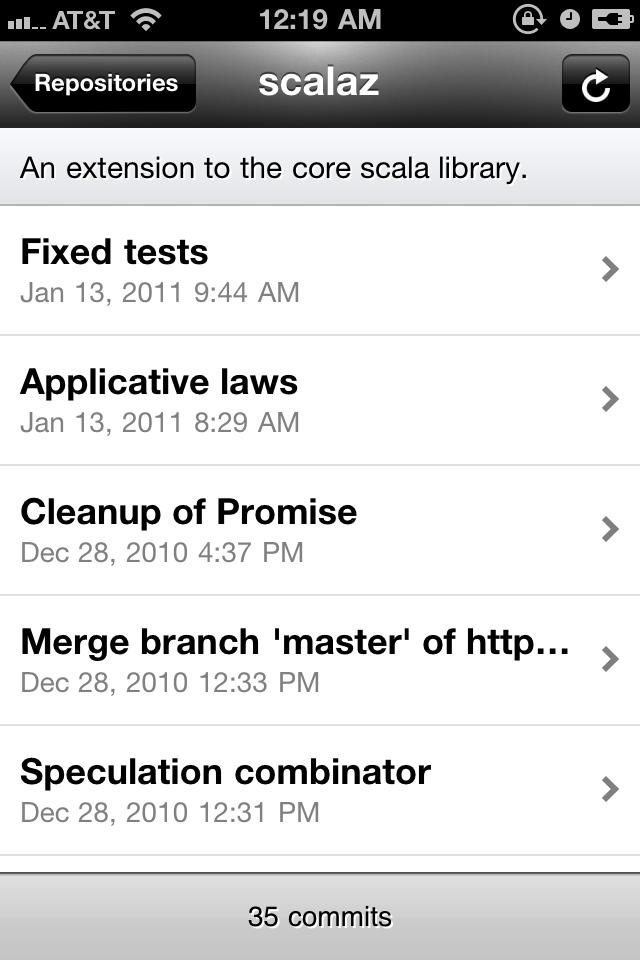 AT&T 12:19 AM
Repositories scalaz
An extension to the core scala library.
Fixed tests
Jan 13, 2011 9:44 AM
Applicative laws
Jan 13, 2011 8:29 AM
Cleanup of Promise
Dec 28, 2010 4:37 PM
Merge branch 'master' of http...
Dec 28, 2010 12:33 PM
Speculation combinator
Dec 28, 2010 12:31 PM
35 commits